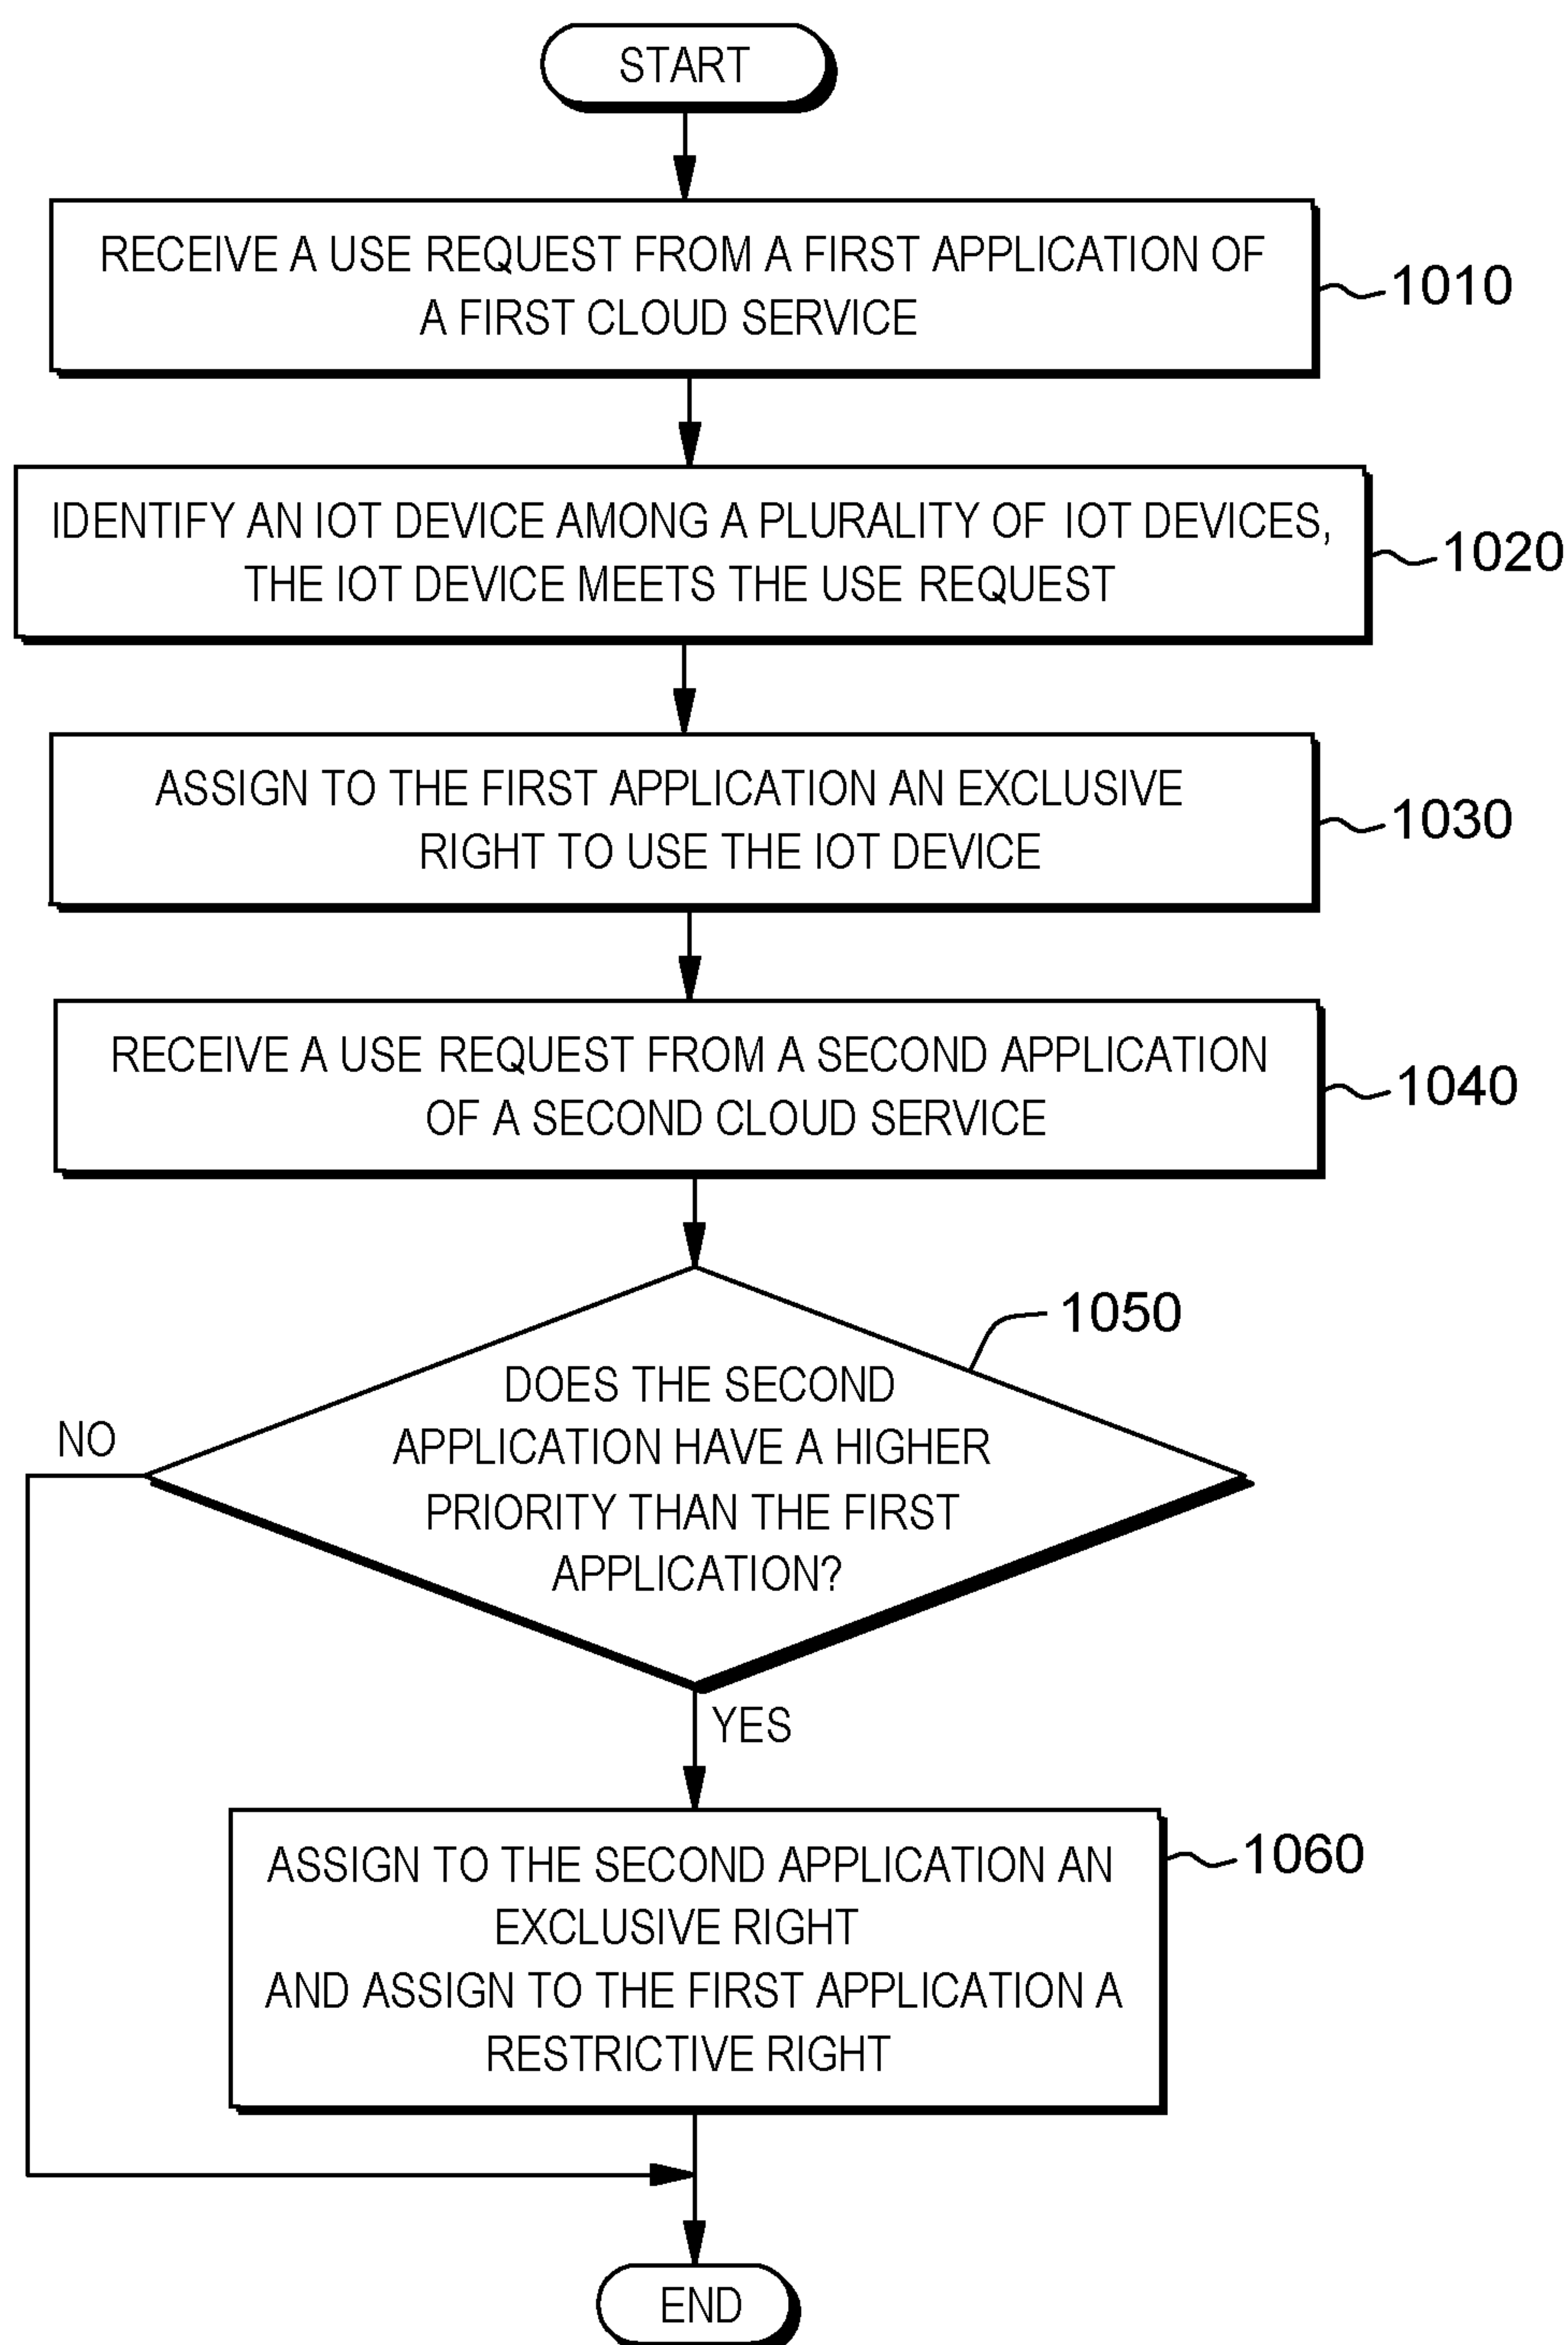 START
RECEIVE A USE REQUEST FROM A FIRST APPLICATION OF
A FIRST CLOUD SERVICE
1010
IDENTIFY AN IOT DEVICE AMONG A PLURALITY OF IOT DEVICES,
THE IOT DEVICE MEETS THE USE REQUEST
1020
ASSIGN TO THE FIRST APPLICATION AN EXCLUSIVE
RIGHT TO USE THE IOT DEVICE
1030
RECEIVE A USE REQUEST FROM A SECOND APPLICATION
OF A SECOND CLOUD SERVICE
1040
1050
DOES THE SECOND
APPLICATION HAVE A HIGHER
PRIORITY THAN THE FIRST
APPLICATION?
NO
YES
ASSIGN TO THE SECOND APPLICATION AN
EXCLUSIVE RIGHT
AND ASSIGN TO THE FIRST APPLICATION A
RESTRICTIVE RIGHT
1060
END